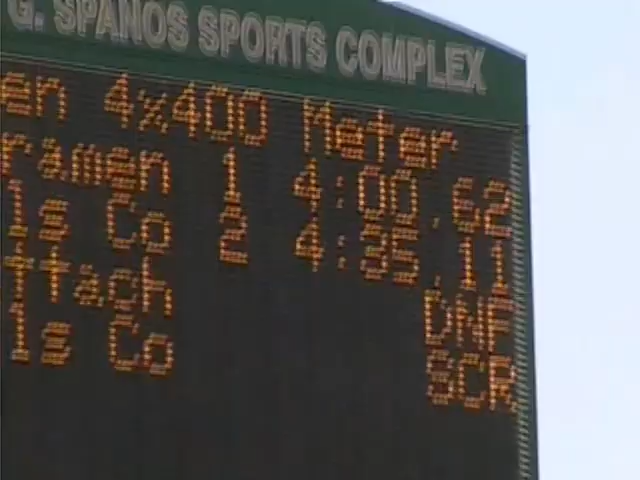 G. SPANOS SPORTS COMPLEX
en 4x400 Meter
ramen 1 4:00.62
ls Co 2 4:35.11
ttach DNF
ls Co SCR